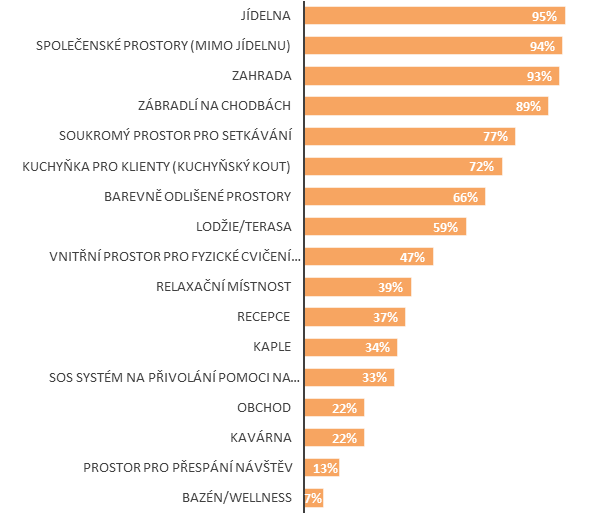 JÍDELNA 95%
SPOLEČENSKÉ PROSTORY (MIMO JÍDELNU) 94%
ZAHRADA 93%
ZÁBRADLÍ NA CHODBÁCH 89%
SOUKROMÝ PROSTOR PRO SETKÁVÁNÍ 77%
KUCHYŇKA PRO KLIENTY (KUCHYŇSKÝ KOUT) 72%
BAREVNĚ ODLIŠENÉ PROSTORY 66%
LODŽIE/TERASA 59%
VNITŘNÍ PROSTOR PRO FYZICKÉ CVIČENÍ... 47%
RELAXAČNÍ MÍSTNOST 39%
RECEPCE 37%
KAPLE 34%
SOS SYSTÉM NA PŘIVOLÁNÍ POMOCI NA... 33%
OBCHOD 22%
KAVÁRNA 22%
PROSTOR PRO PŘESPÁNÍ NÁVŠTĚV 13%
BAZÉN/WELLNESS 7%